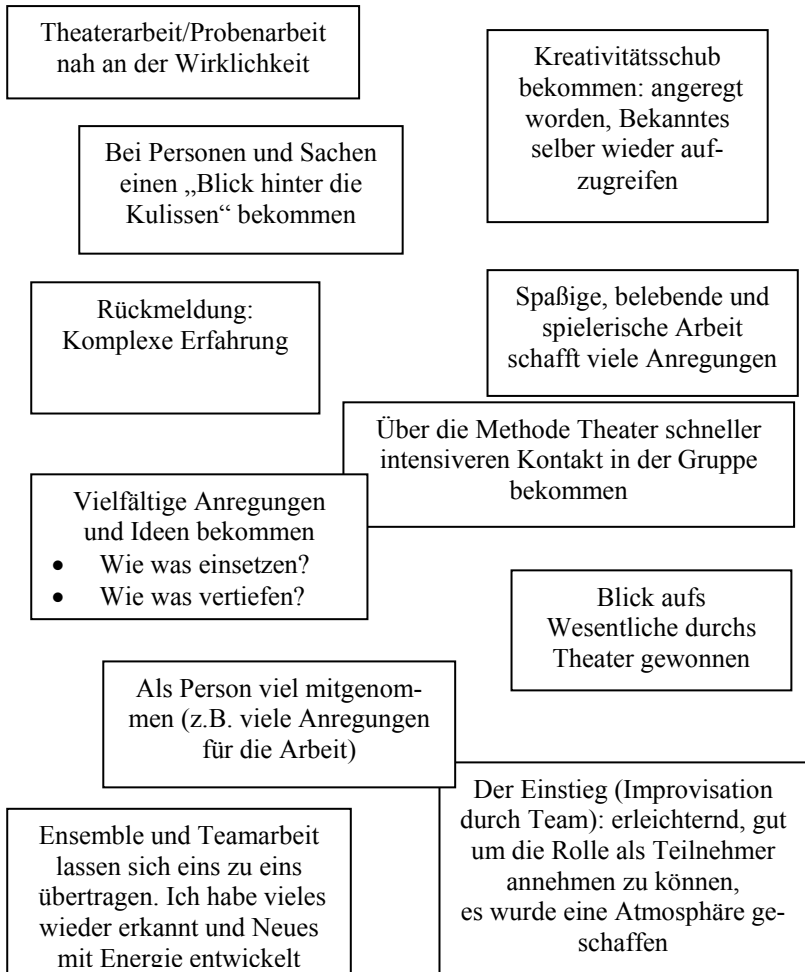 Theaterarbeit/Probenarbeit
nah an der Wirklichkeit
Kreativitätsschub
bekommen: angeregt
worden, Bekanntes
selber wieder auf-
zugreifen
Bei Personen und Sachen
einen „Blick hinter die
Kulissen“ bekommen
Rückmeldung:
Komplexe Erfahrung
Spaßige, belebende und
spielerische Arbeit
schafft viele Anregungen
Über die Methode Theater schneller
intensiveren Kontakt in der Gruppe
bekommen
Vielfältige Anregungen
und Ideen bekommen
• Wie was einsetzen?
• Wie was vertiefen?
Blick aufs
Wesentliche durchs
Theater gewonnen
Als Person viel mitgenom-
men (z.B. viele Anregungen
für die Arbeit)
Der Einstieg (Improvisation
durch Team): erleichternd, gut
um die Rolle als Teilnehmer
annehmen zu können,
es wurde eine Atmosphäre ge-
schaffen
Ensemble und Teamarbeit
lassen sich eins zu eins
übertragen. Ich habe vieles
wieder erkannt und Neues
mit Energie entwickelt